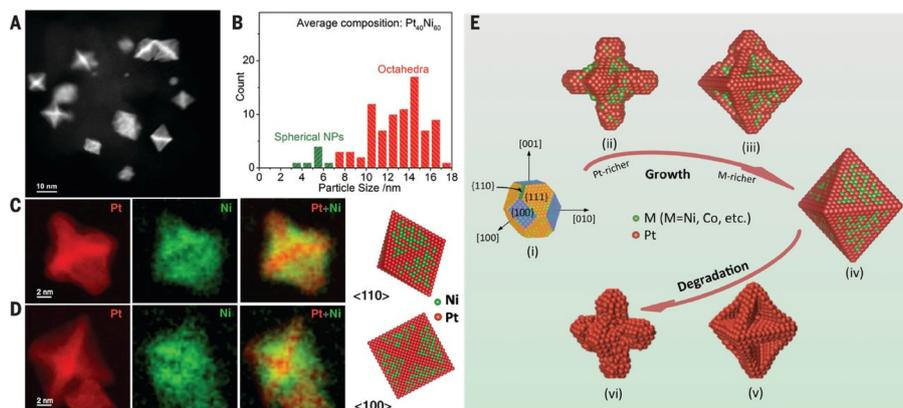 A
10 nm
B
Average composition: Pt40Ni60
Octahedra
Spherical NPs
Count
20
10
0
0 2 4 6 8 10 12 14 16 18
Particle Size /nm
C
Pt
Ni
Pt+Ni
2 nm
<110>
Ni
Pt
D
Pt
Ni
Pt+Ni
2 nm
<100>
E
(ii)
(iii)
[001]
{110}
{111}
{100}
[010]
[100]
(i)
Pt-richer
Growth
M-richer
M (M=Ni, Co, etc.)
Pt
(iv)
Degradation
(vi)
(v)